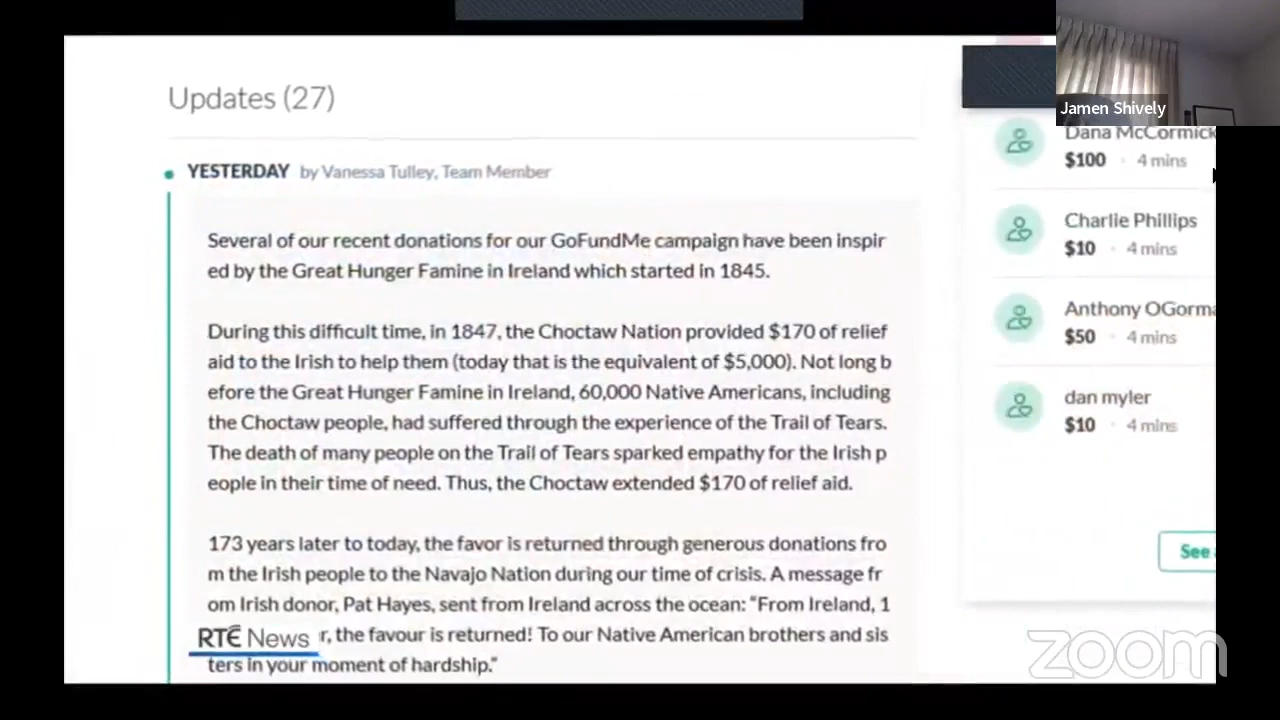 Jamen Shively
Updates (27)
YESTERDAY by Vanessa Tulley, Team Member
Several of our recent donations for our GoFundMe campaign have been inspir
ed by the Great Hunger Famine in Ireland which started in 1845.
During this difficult time, in 1847, the Choctaw Nation provided $170 of relief
aid to the Irish to help them (today that is the equivalent of $5,000). Not long b
efore the Great Hunger Famine in Ireland, 60,000 Native Americans, including
the Choctaw people, had suffered through the experience of the Trail of Tears.
The death of many people on the Trail of Tears sparked empathy for the Irish p
eople in their time of need. Thus, the Choctaw extended $170 of relief aid.
173 years later to today, the favor is returned through generous donations fro
m the Irish people to the Navajo Nation during our time of crisis. A message fr
om Irish donor, Pat Hayes, sent from Ireland across the ocean: “From Ireland, 1
r, the favour is returned! To our Native American brothers and sis
ters in your moment of hardship.”
RTÉ News
Dana McCormick
$100 · 4 mins
Charlie Phillips
$10 · 4 mins
Anthony OGorma
$50 · 4 mins
dan myler
$10 · 4 mins
See
zoom